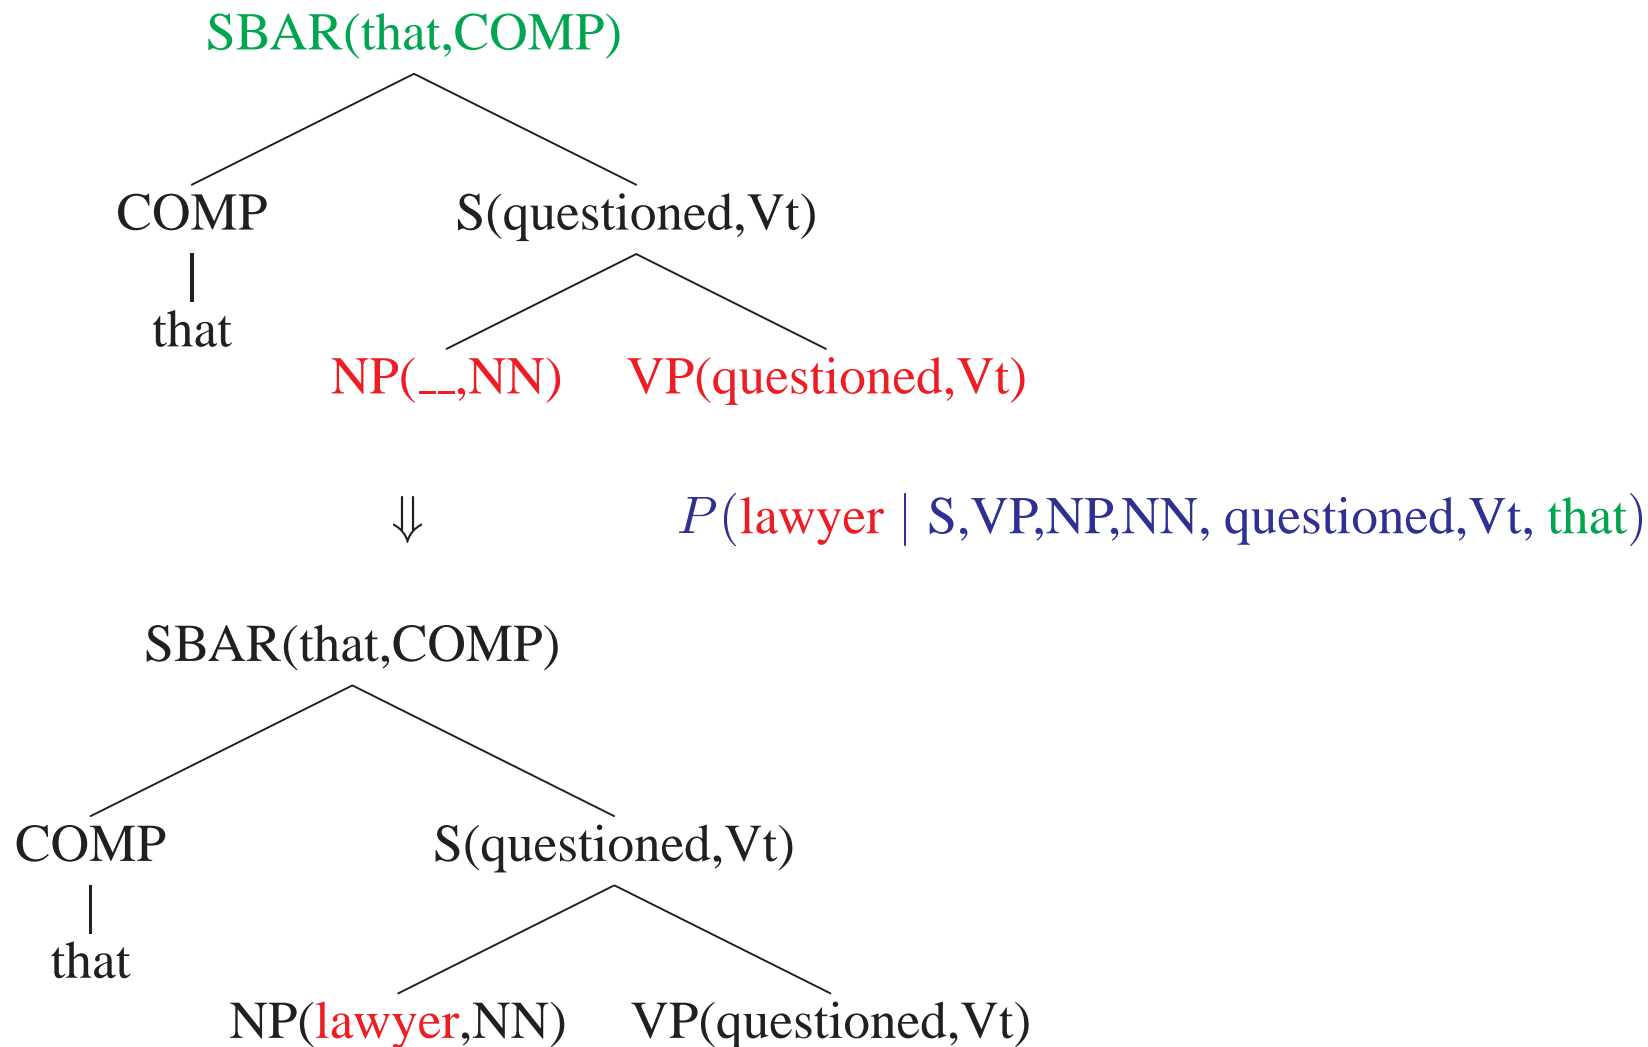 SBAR(that,COMP)
COMP S(questioned,Vt)
that
NP(__,NN) VP(questioned,Vt)
⇓ P(lawyer | S,VP,NP,NN, questioned,Vt, that)
SBAR(that,COMP)
COMP S(questioned,Vt)
that
NP(lawyer,NN) VP(questioned,Vt)